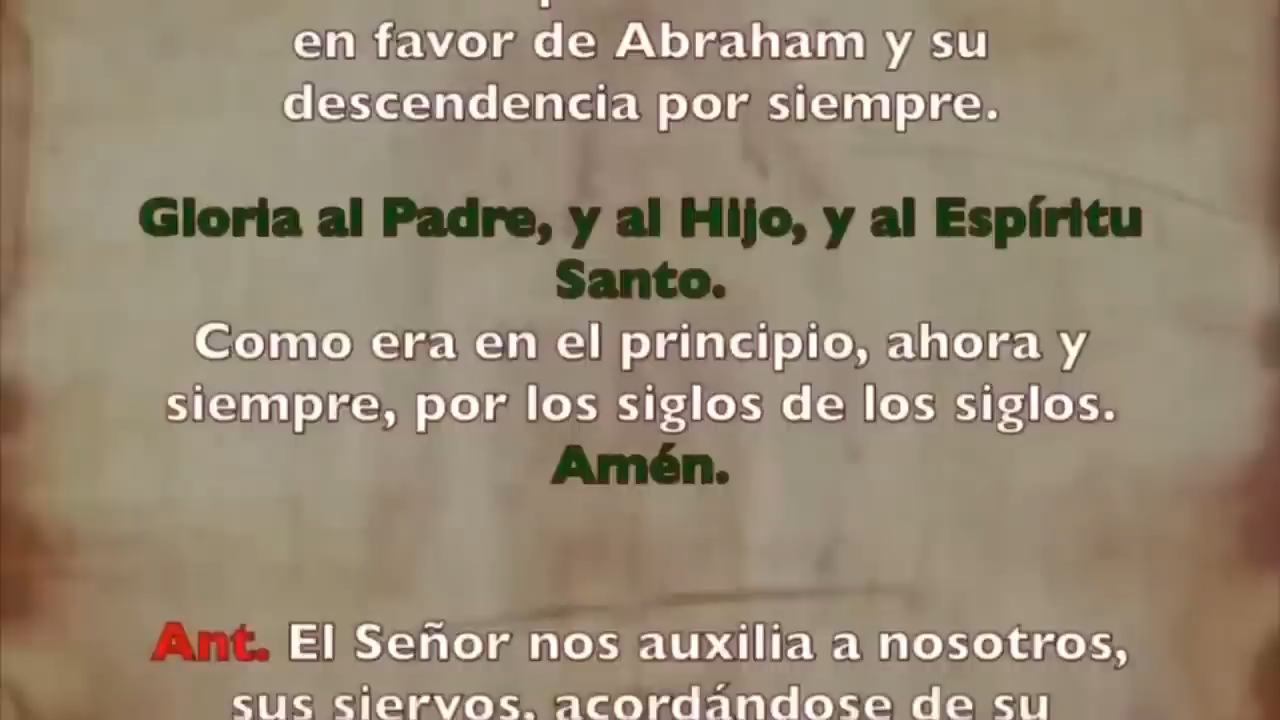 en favor de Abraham y su
descendencia por siempre.
Gloria al Padre, y al Hijo, y al Espíritu
Santo.
Como era en el principio, ahora y
siempre, por los siglos de los siglos.
Amén.
Ant. El Señor nos auxilia a nosotros,
sus siervos, acordándose de su